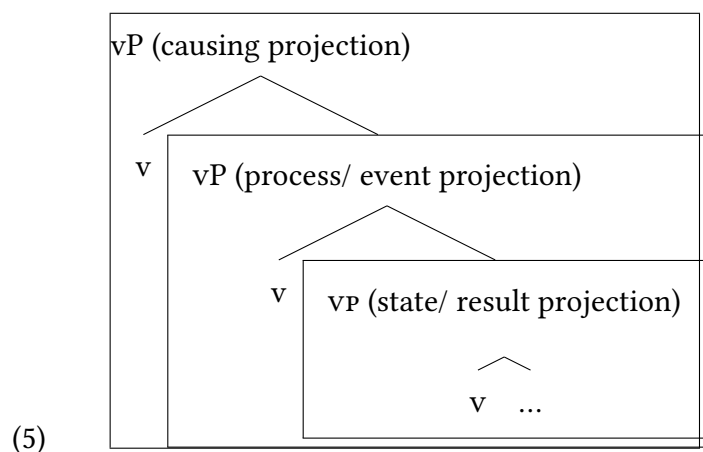 vP (causing projection)
v
vP (process/ event projection)
v
vP (state/ result projection)
v ...
(5)